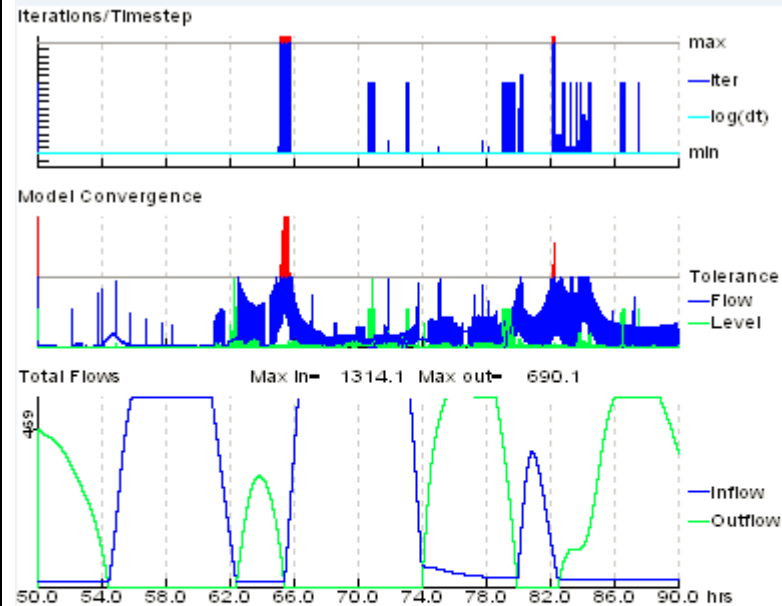 Iterations/Timestep
max
Iter
log(dt)
min
Model Convergence
Tolerance
Flow
Level
Total Flows Max in= 1314.1 Max out= 690.1
469
Inflow
Outflow
50.0 54.0 58.0 62.0 66.0 70.0 74.0 78.0 82.0 86.0 90.0 hrs